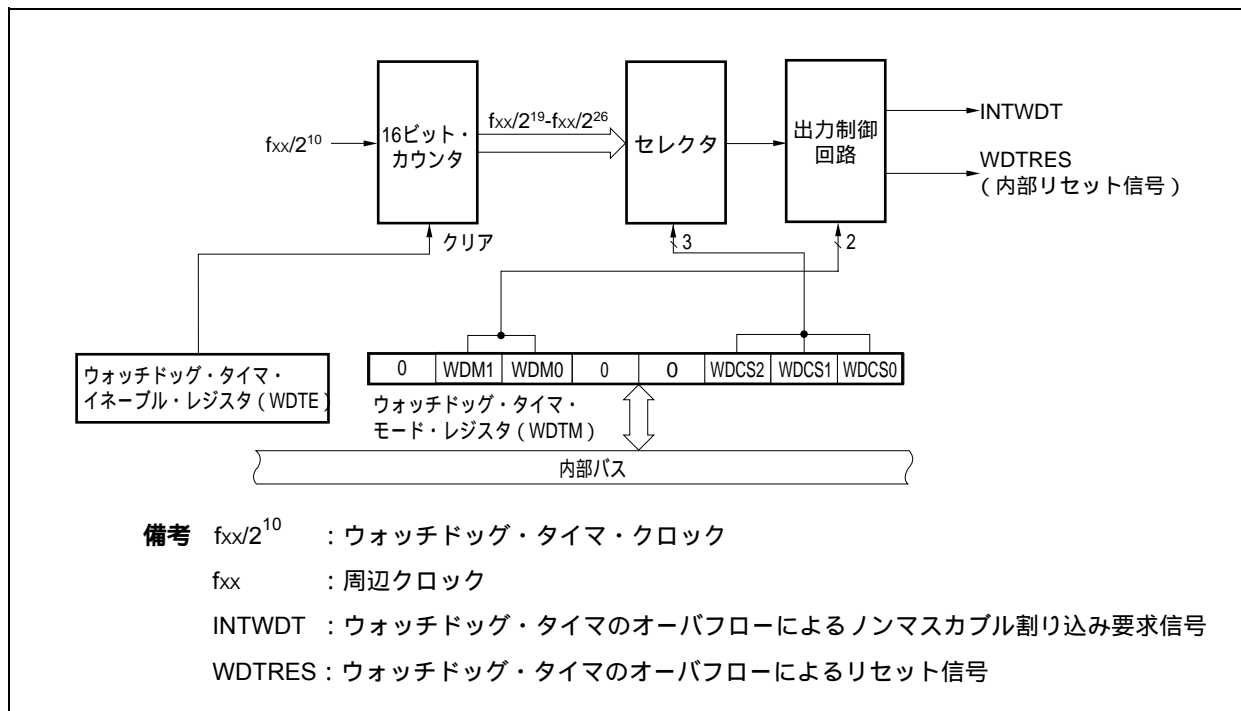 fxx/2^10
16ビット・
カウンタ
fxx/2^19-fxx/2^26
セレクタ
出力制御
回路
INTWDT
WDTRES
（内部リセット信号）
クリア
3
2
ウォッチドッグ・タイマ・
イネーブル・レジスタ（WDTE）
0 WDM1 WDM0 0 0 WDCS2 WDCS1 WDCS0
ウォッチドッグ・タイマ・
モード・レジスタ（WDTM）
内部バス
備考 fxx/2^10 ：ウォッチドッグ・タイマ・クロック
fxx ：周辺クロック
INTWDT ：ウォッチドッグ・タイマのオーバフローによるノンマスカブル割り込み要求信号
WDTRES：ウォッチドッグ・タイマのオーバフローによるリセット信号